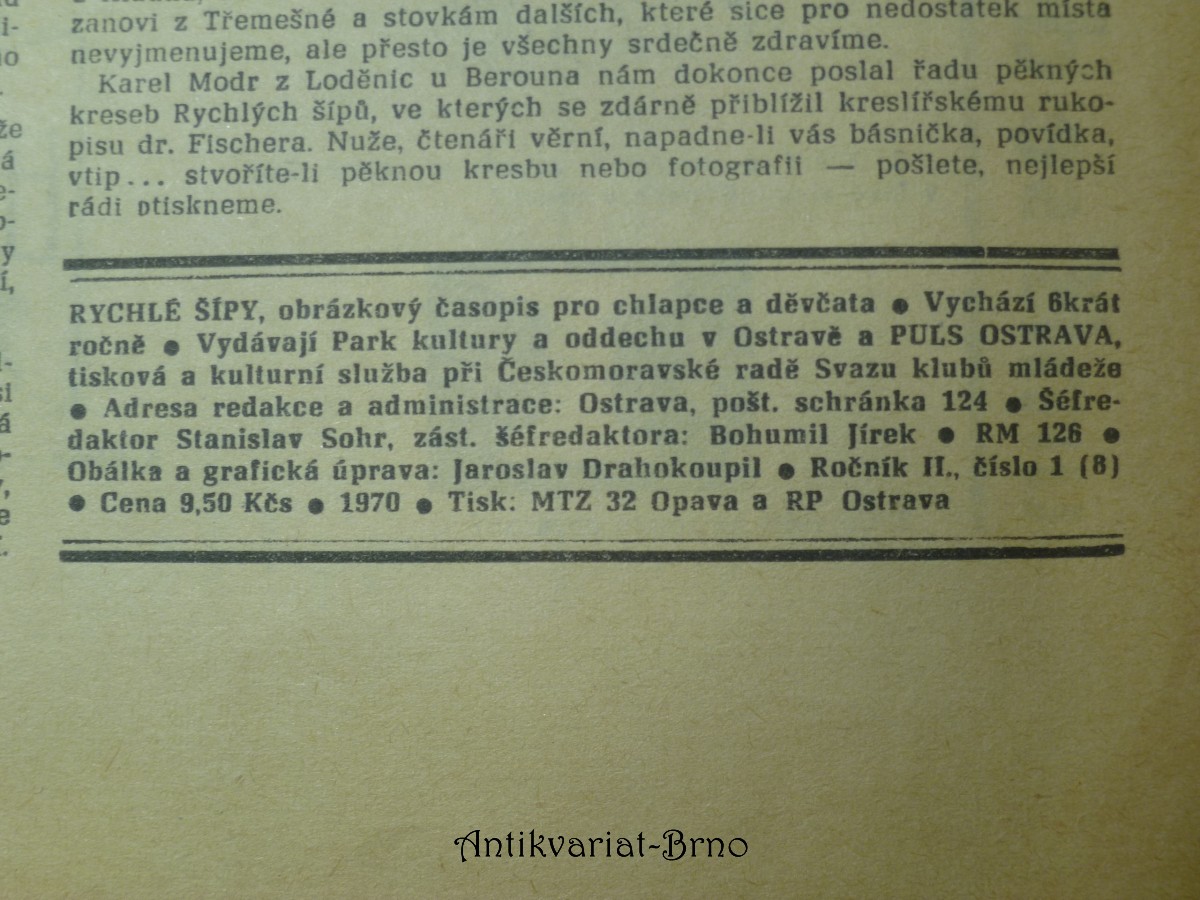 zanovi z Třemešné a stovkám dalších, které sice pro nedostatek místa
nevyjmenujeme, ale přesto je všechny srdečně zdravíme.
Karel Modr z Loděnic u Berouna nám dokonce poslal řadu pěkných
kreseb Rychlých šípů, ve kterých se zdárně přiblížil kreslířskému ruko-
pisu dr. Fischera. Nuže, čtenáři věrní, napadne-li vás básnička, povídka,
vtip... stvoříte-li pěknou kresbu nebo fotografii — pošlete, nejlepší
rádi otiskneme.
RYCHLÉ ŠÍPY, obrázkový časopis pro chlapce a děvčata ● Vychází 6krát
ročně ● Vydávají Park kultury a oddechu v Ostravě a PULS OSTRAVA,
tisková a kulturní služba při Českomoravské radě Svazu klubů mládeže
● Adresa redakce a administrace: Ostrava, pošt. schránka 124 ● Šéfre-
daktor Stanislav Sohr, zást. šéfredaktora: Bohumil Jírek ● RM 126 ●
Obálka a grafická úprava: Jaroslav Drahokoupil ● Ročník II., číslo 1 (8)
● Cena 9,50 Kčs ● 1970 ● Tisk: MTZ 32 Opava a RP Ostrava
Antikvariat-Brno